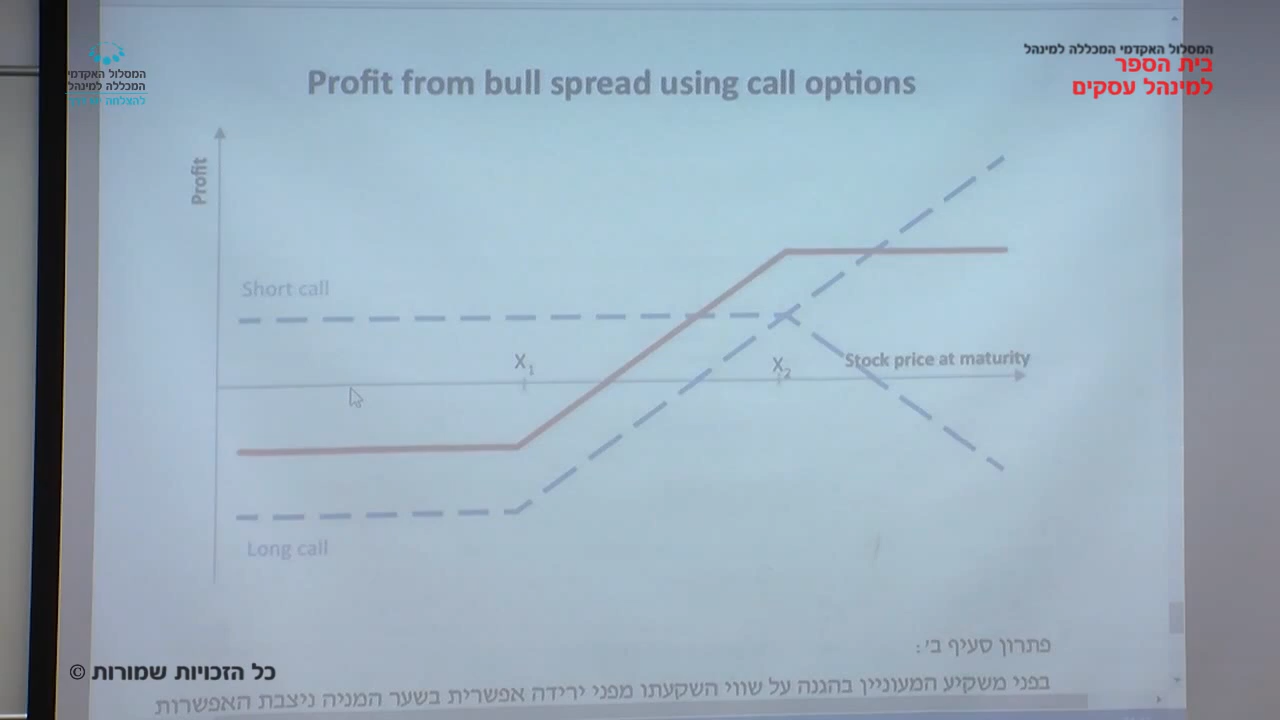 המסלול האקדמי המכללה למינהל
בית הספר
למינהל עסקים
המסלול האקדמי
המכללה למינהל
Profit from bull spread using call options
Profit
Short call
X1
X2
Stock price at maturity
Long call
פתרון סעיף ב':
כל הזכויות שמורות ©
בפני משקיע המעוניין בהגנה על שווי השקעתו מפני ירידה אפשרית בשער המניה ניצבת האפשרות